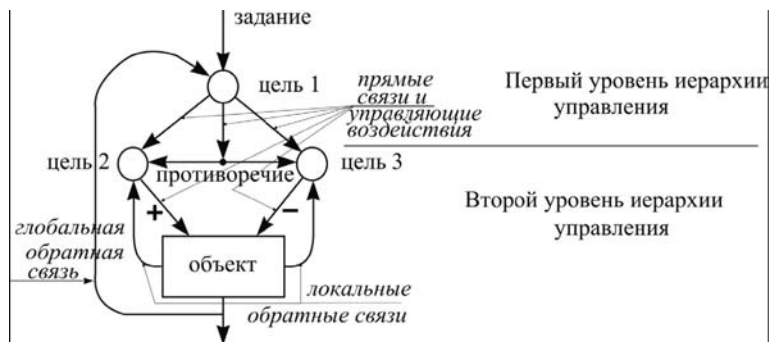 задание
цель 1
прямые
связи и
управляющие
воздействия
Первый уровень иерархии
управления
цель 2
противоречие
цель 3
+
−
Второй уровень иерархии
управления
глобальная
обратная
связь
объект
локальные
обратные связи